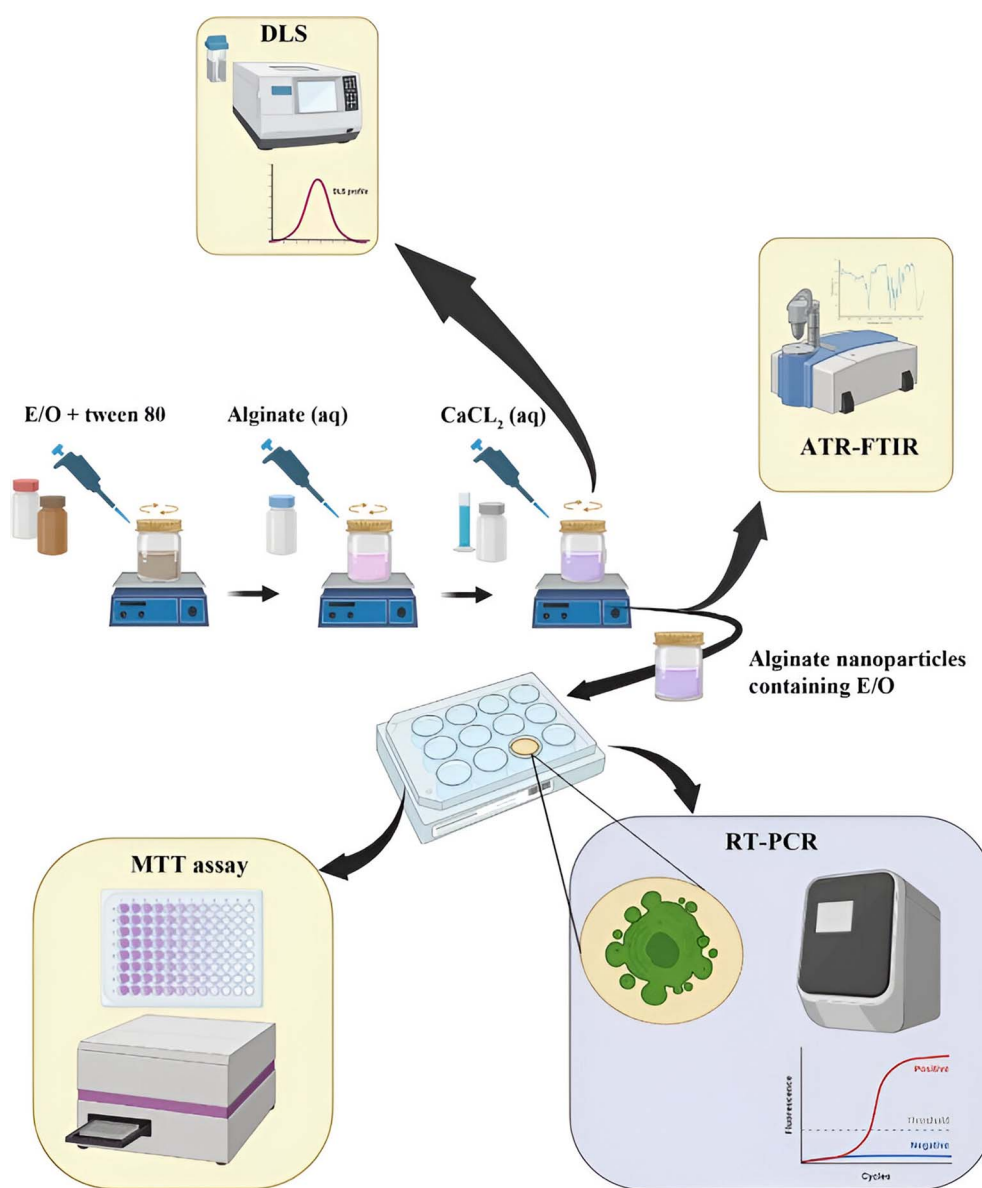 DLS
DLS profile
ATR-FTIR
E/O + tween 80
Alginate (aq)
CaCL₂ (aq)
Alginate nanoparticles
containing E/O
MTT assay
RT-PCR
Fluorescence
Positive
Threshold
Negative
Cycles